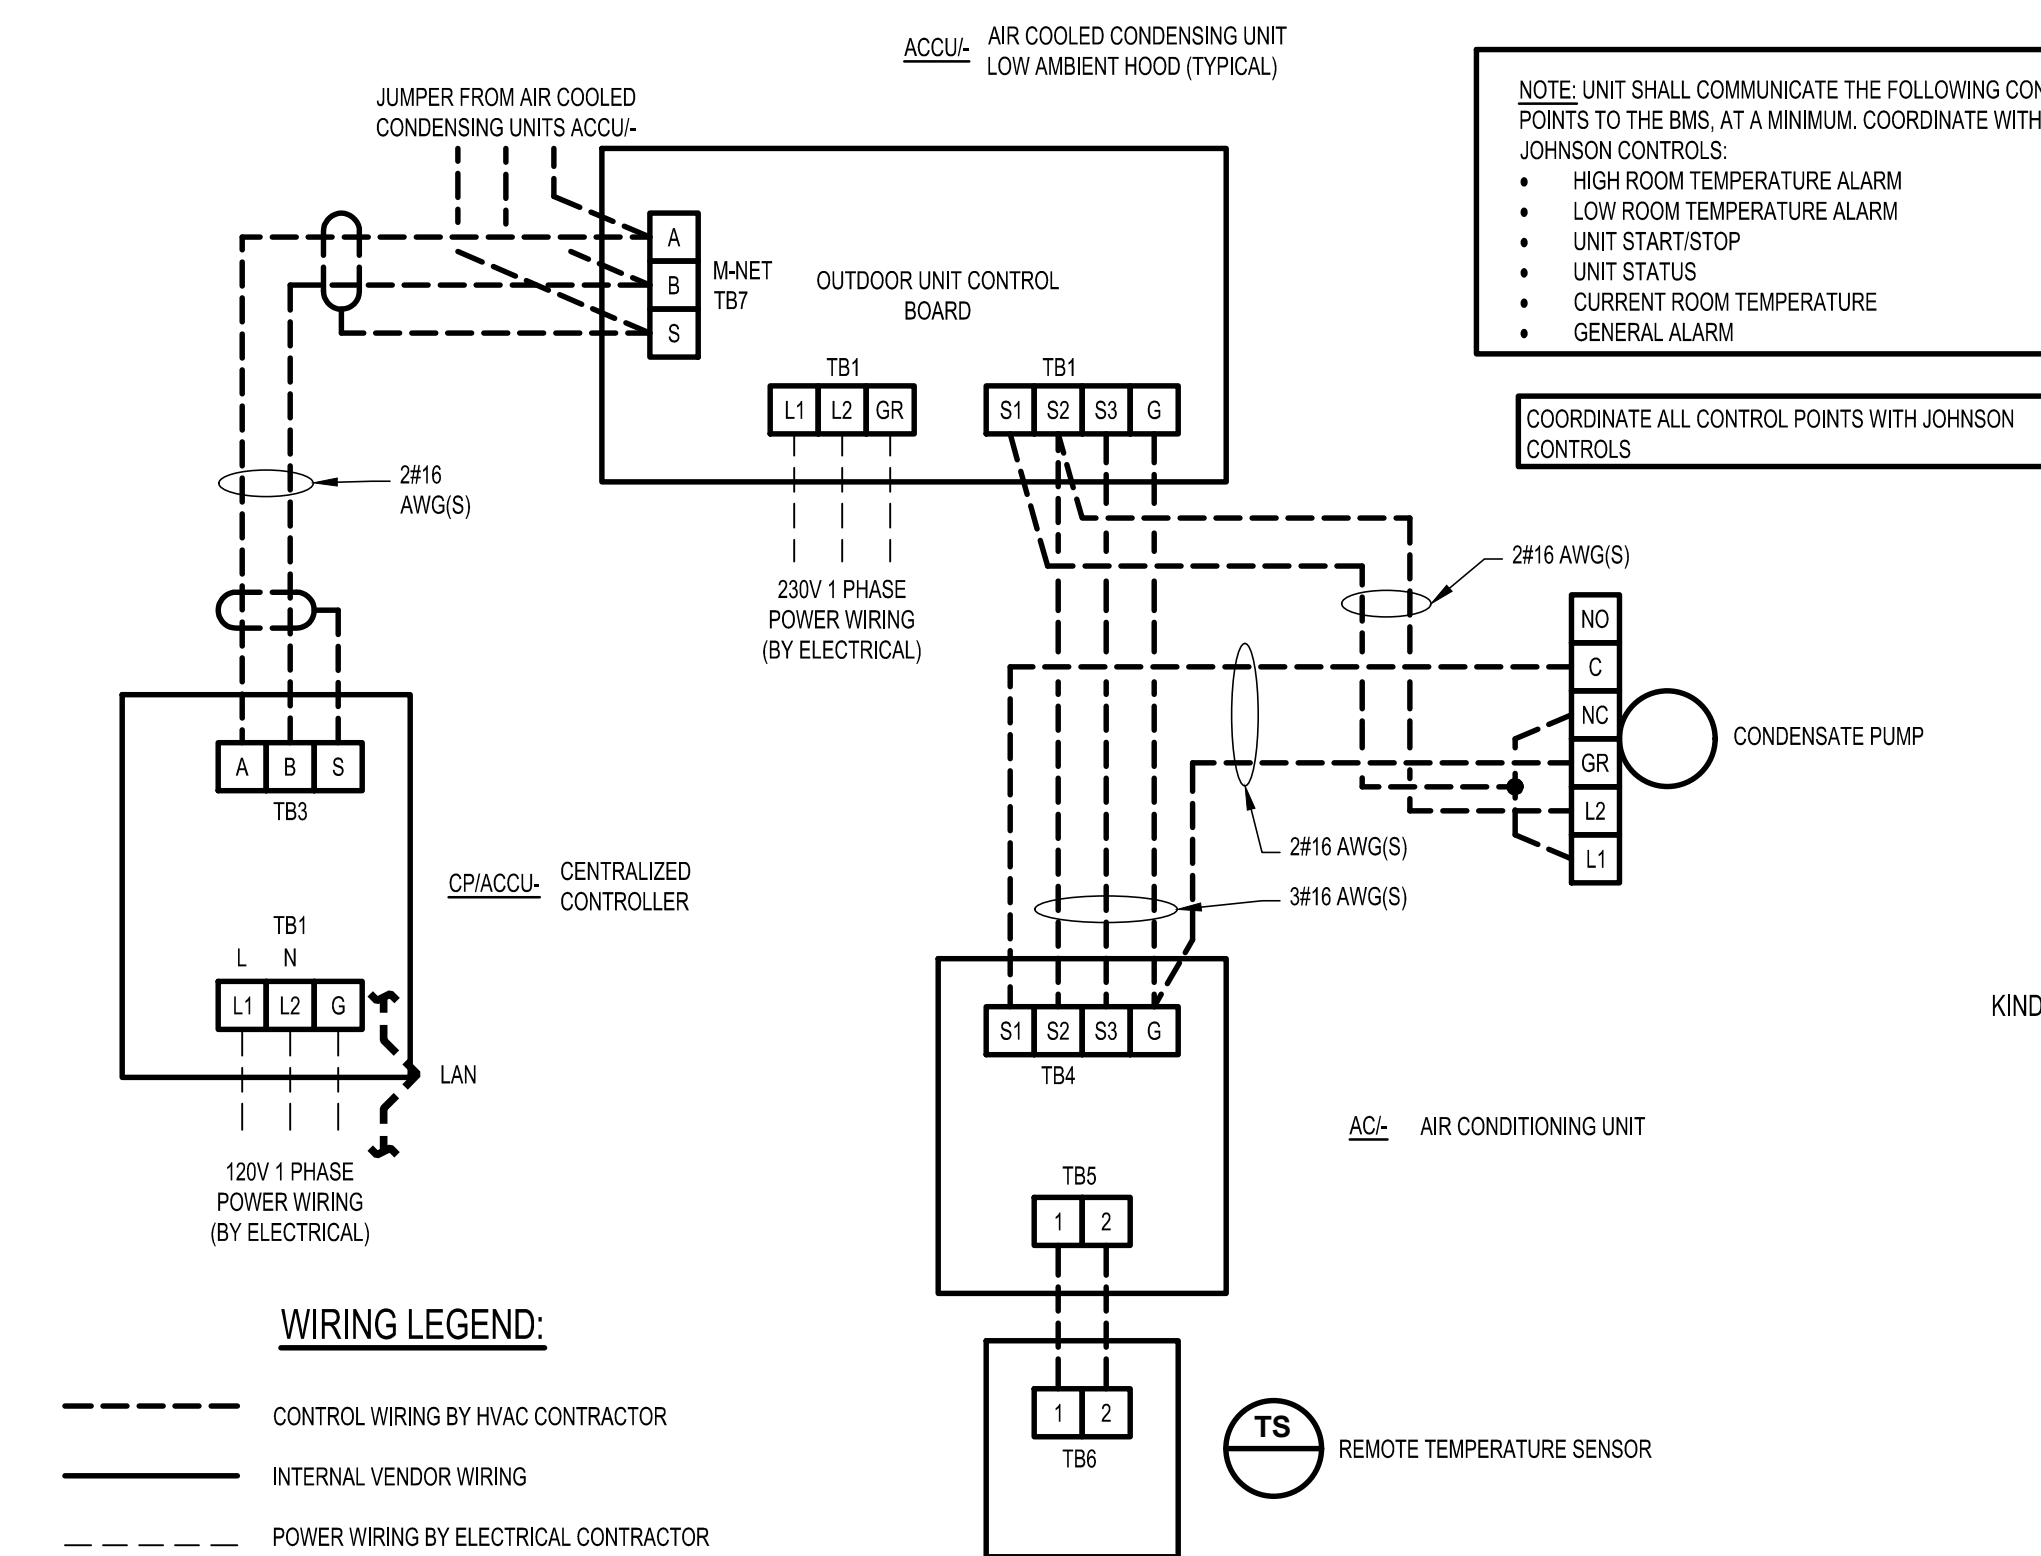 ACCU/- AIR COOLED CONDENSING UNIT
LOW AMBIENT HOOD (TYPICAL)
JUMPER FROM AIR COOLED
CONDENSING UNITS ACCU/-
NOTE: UNIT SHALL COMMUNICATE THE FOLLOWING CON
POINTS TO THE BMS, AT A MINIMUM. COORDINATE WITH
JOHNSON CONTROLS:
• HIGH ROOM TEMPERATURE ALARM
• LOW ROOM TEMPERATURE ALARM
• UNIT START/STOP
• UNIT STATUS
• CURRENT ROOM TEMPERATURE
• GENERAL ALARM
COORDINATE ALL CONTROL POINTS WITH JOHNSON
CONTROLS
A
B
S
M-NET
TB7
OUTDOOR UNIT CONTROL
BOARD
TB1
L1 L2 GR
TB1
S1 S2 S3 G
2#16
AWG(S)
230V 1 PHASE
POWER WIRING
(BY ELECTRICAL)
2#16 AWG(S)
NO
C
NC
GR
L2
L1
CONDENSATE PUMP
2#16 AWG(S)
3#16 AWG(S)
A B S
TB3
CP/ACCU- CENTRALIZED
CONTROLLER
TB1
L N
L1 L2 G
LAN
120V 1 PHASE
POWER WIRING
(BY ELECTRICAL)
S1 S2 S3 G
TB4
KIND
AC/- AIR CONDITIONING UNIT
TB5
1 2
1 2
TB6
TS
REMOTE TEMPERATURE SENSOR
WIRING LEGEND:
CONTROL WIRING BY HVAC CONTRACTOR
INTERNAL VENDOR WIRING
POWER WIRING BY ELECTRICAL CONTRACTOR